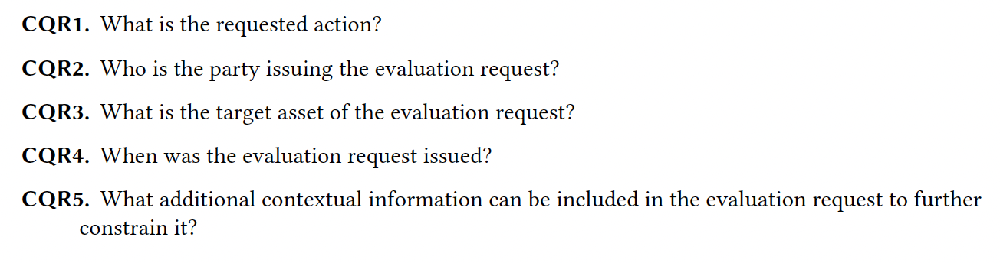 CQR1. What is the requested action?
CQR2. Who is the party issuing the evaluation request?
CQR3. What is the target asset of the evaluation request?
CQR4. When was the evaluation request issued?
CQR5. What additional contextual information can be included in the evaluation request to further
constrain it?